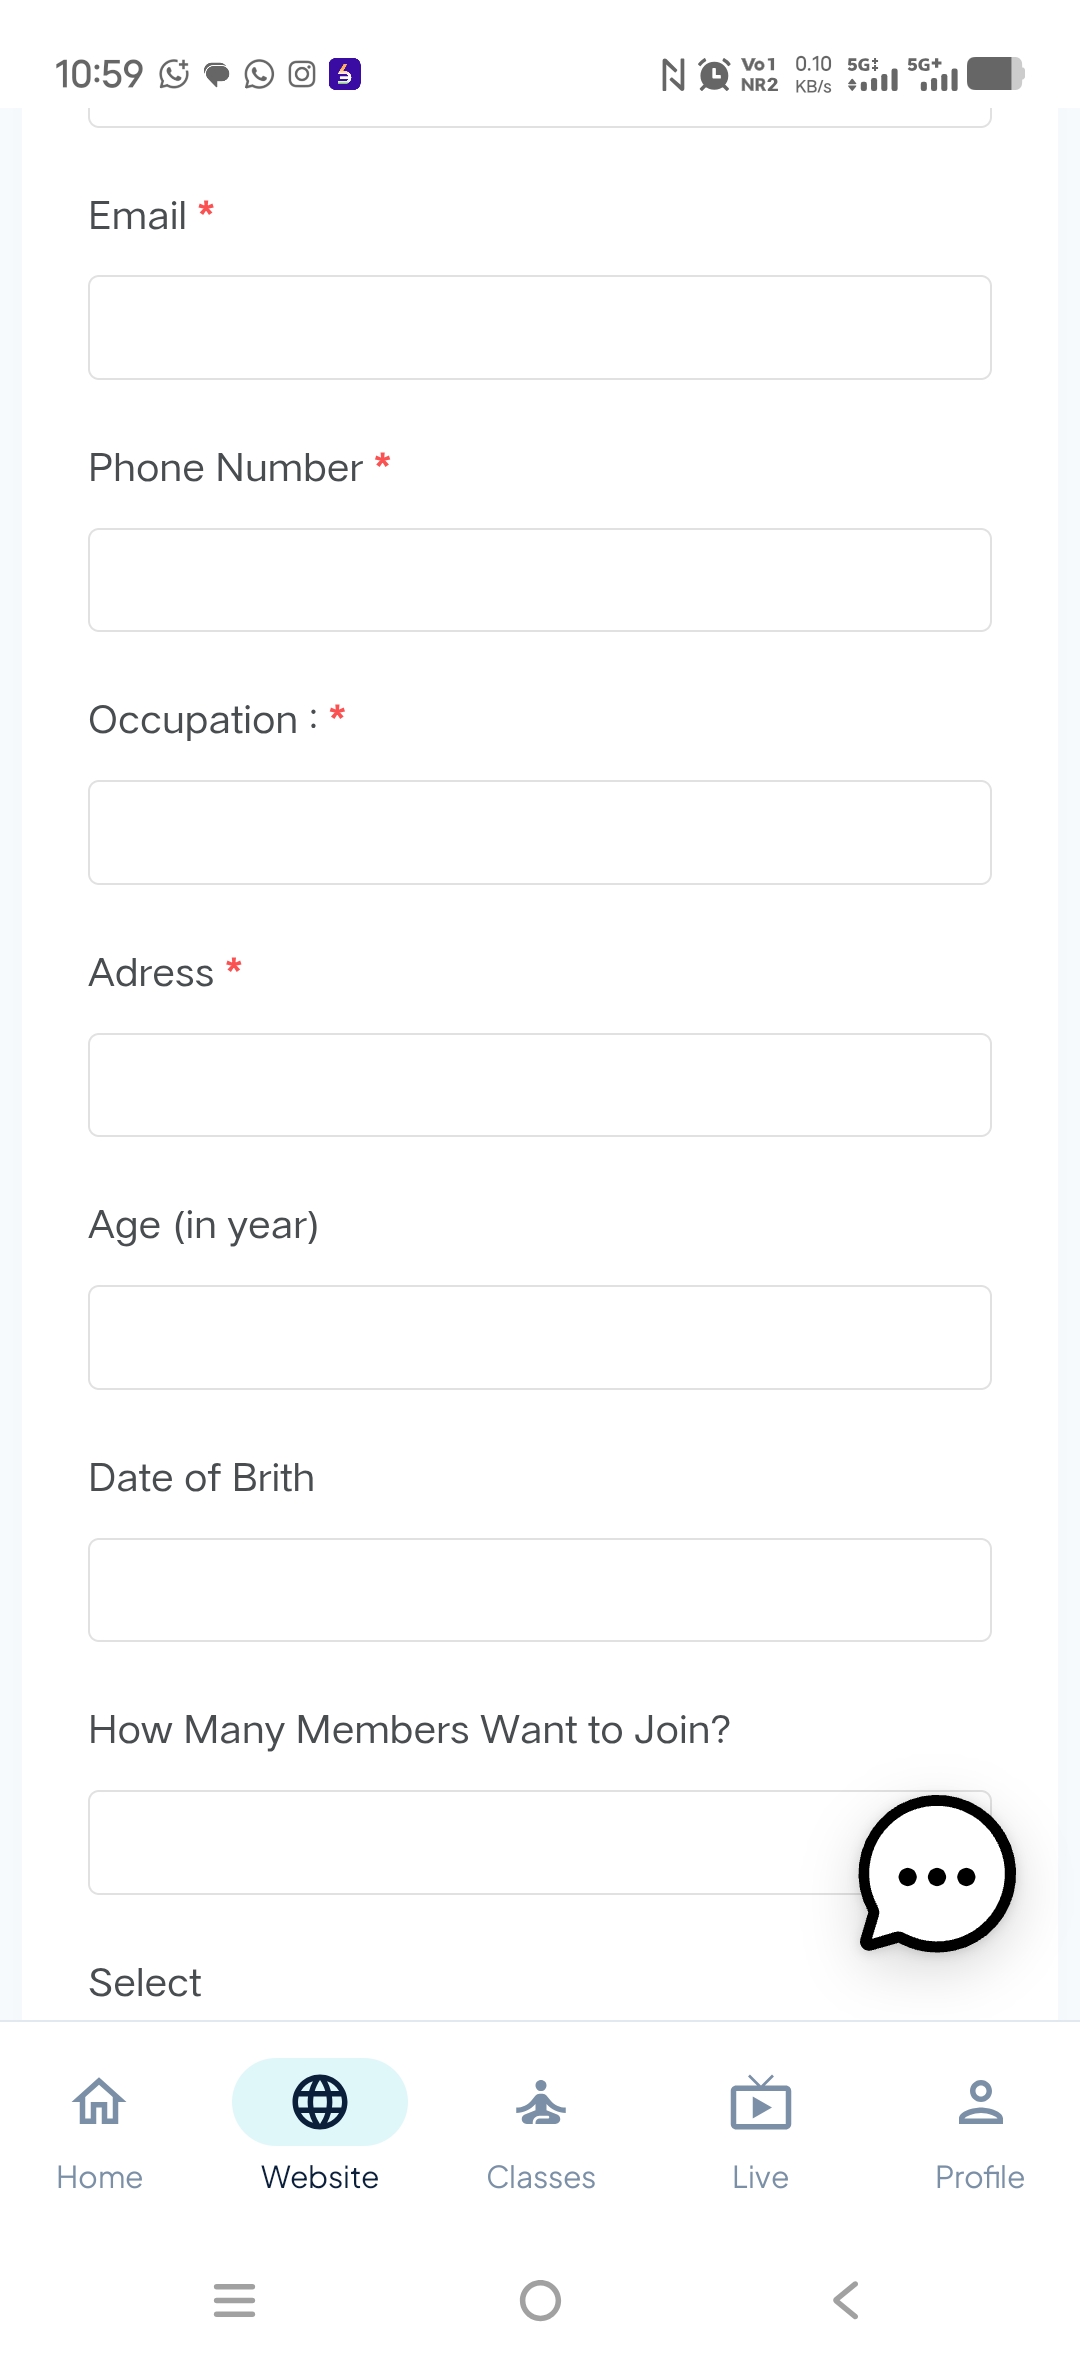 10:59 Vo1 NR2 0.10 KB/s 5G 5G+
Email *
Phone Number *
Occupation : *
Adress *
Age (in year)
Date of Brith
How Many Members Want to Join?
Select
Home Website Classes Live Profile